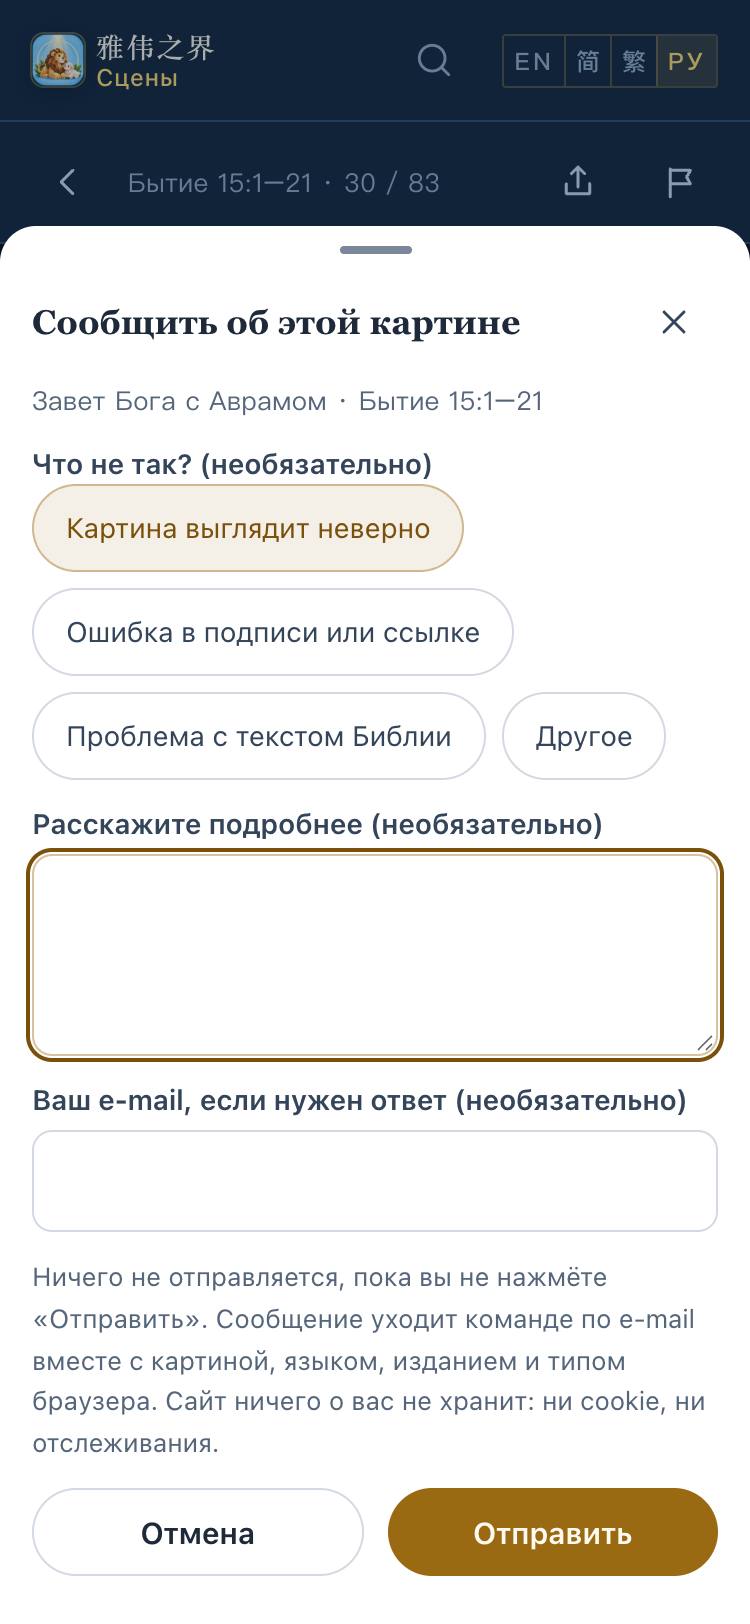 雅伟之界
Сцены
EN 简 繁 РУ
Бытие 15:1—21 · 30 / 83
Сообщить об этой картине
Завет Бога с Аврамом · Бытие 15:1—21
Что не так? (необязательно)
Картина выглядит неверно
Ошибка в подписи или ссылке
Проблема с текстом Библии Другое
Расскажите подробнее (необязательно)
Ваш e-mail, если нужен ответ (необязательно)
Ничего не отправляется, пока вы не нажмёте
«Отправить». Сообщение уходит команде по e-mail
вместе с картиной, языком, изданием и типом
браузера. Сайт ничего о вас не хранит: ни cookie, ни
отслеживания.
Отмена Отправить